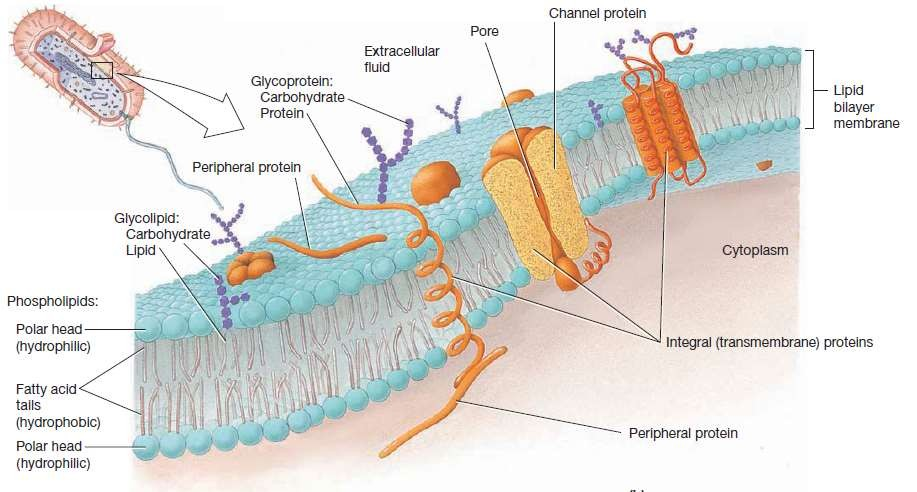 Channel protein
Pore
Extracellular
fluid
Glycoprotein:
Carbohydrate
Protein
Lipid
bilayer
membrane
Peripheral protein
Glycolipid:
Carbohydrate
Lipid
Cytoplasm
Phospholipids:
Polar head
(hydrophilic)
Integral (transmembrane) proteins
Fatty acid
tails
(hydrophobic)
Peripheral protein
Polar head
(hydrophilic)